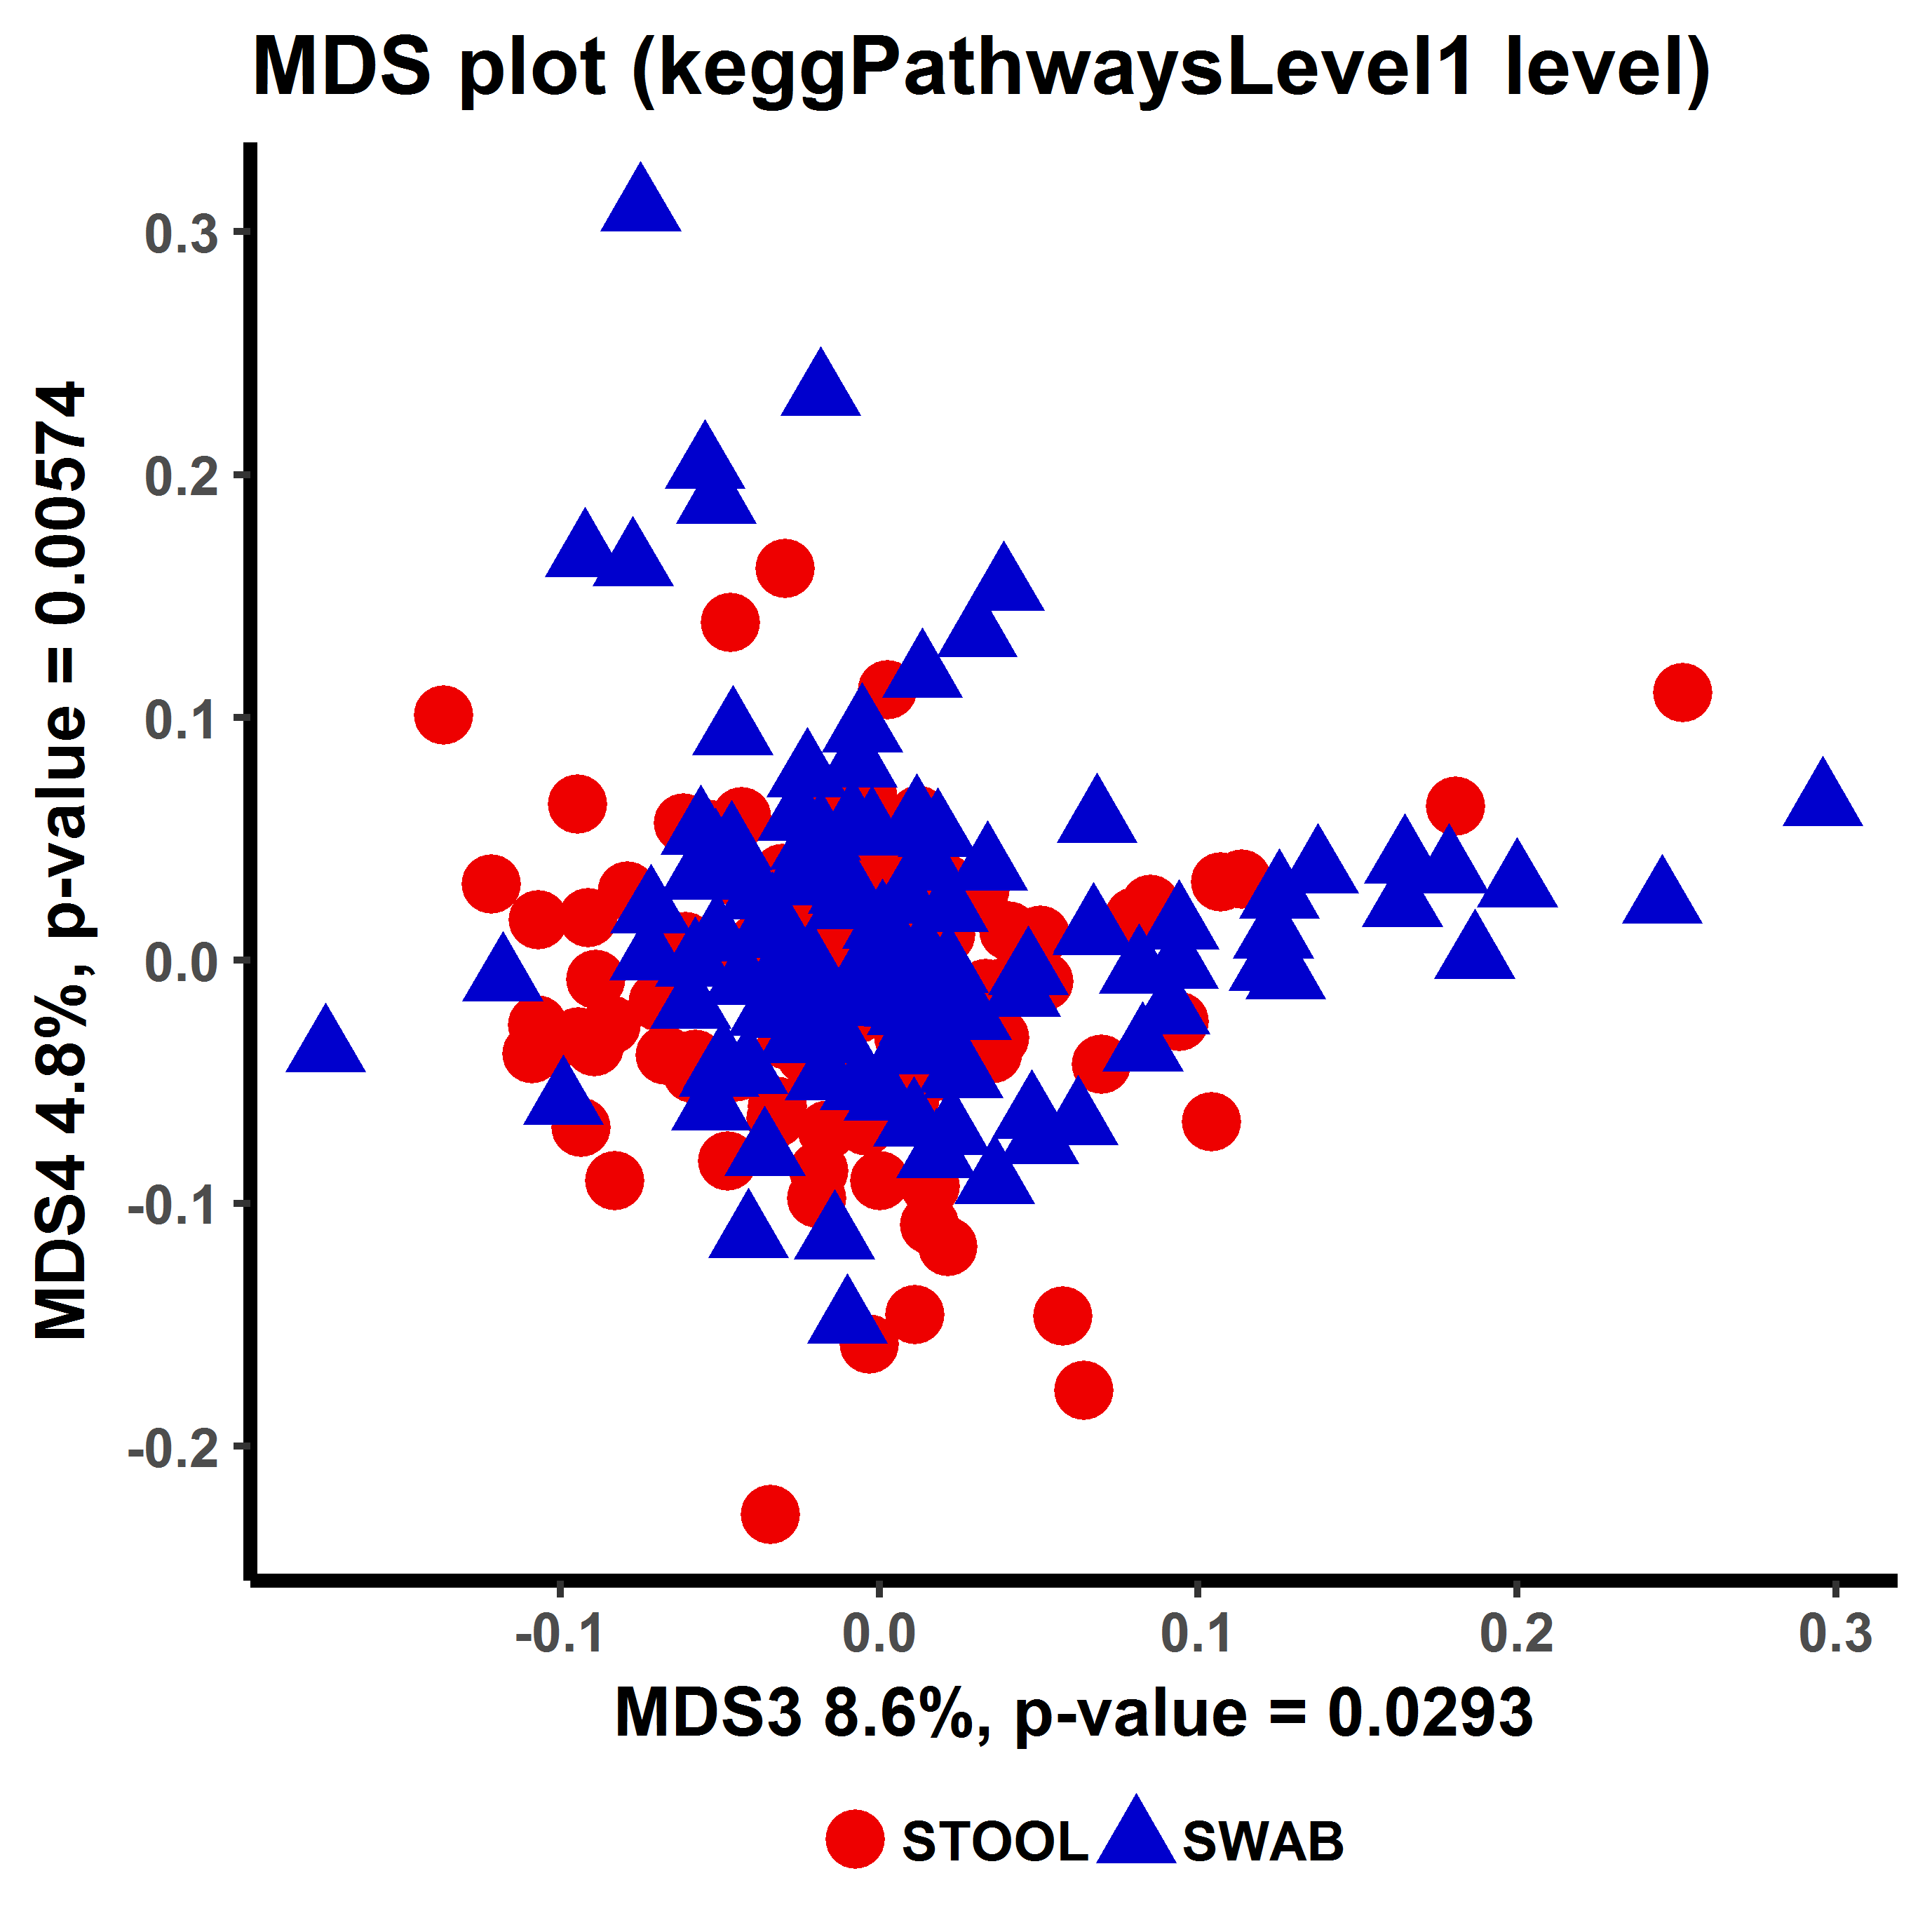 MDS plot (keggPathwaysLevel1 level)
MDS4 4.8%, p-value = 0.00574
0.3
0.2
0.1
0.0
-0.1
-0.2
-0.1 0.0 0.1 0.2 0.3
MDS3 8.6%, p-value = 0.0293
STOOL SWAB